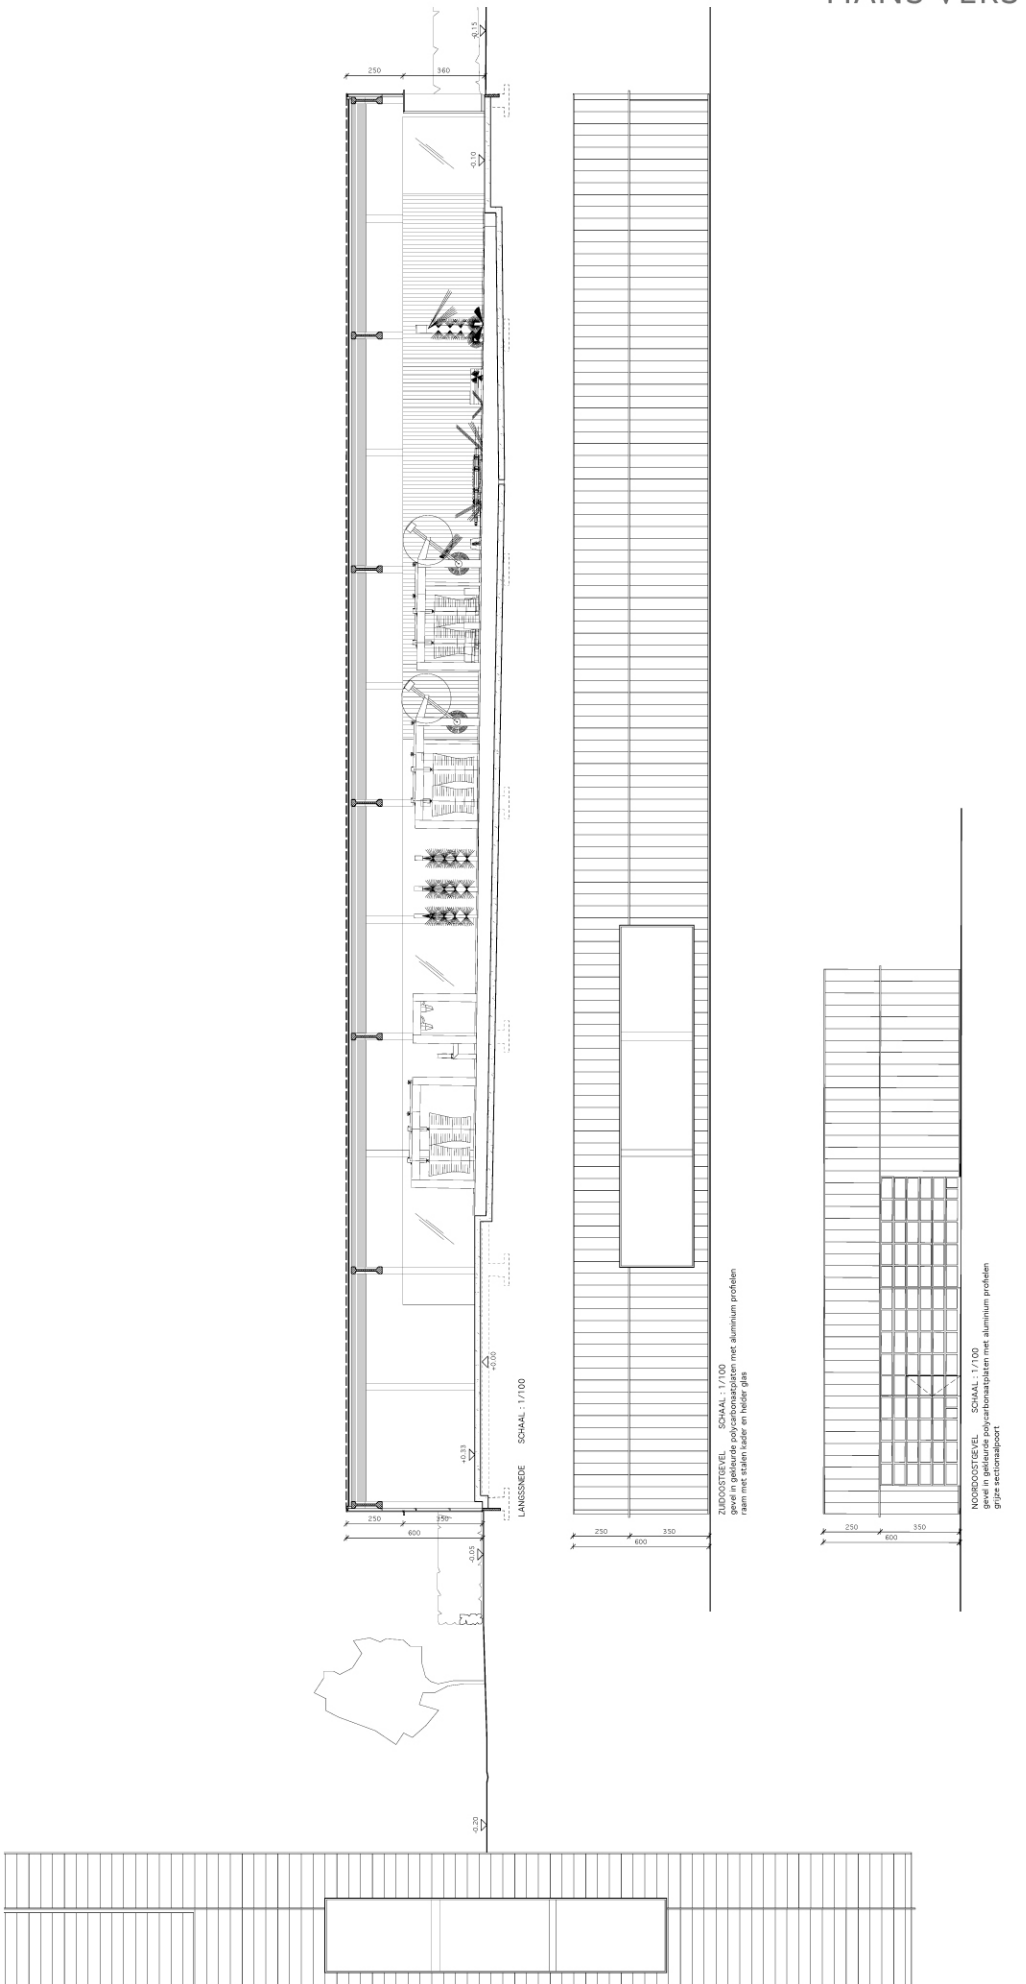 -0.15
250
360
-0.10
+0.00
+0.33
LANGSSNEDE SCHAAL : 1/100
250
350
600
-0.05
-0.20
ZUIDOOSTGEVEL SCHAAL : 1/100
gevel in gekleurde polycarbonaatplaten met aluminium profielen
raam met stalen kader en helder glas
250
350
600
NOORDOOSTGEVEL SCHAAL : 1/100
gevel in gekleurde polycarbonaatplaten met aluminium profielen
grijze sectionaalpoort
250
350
600